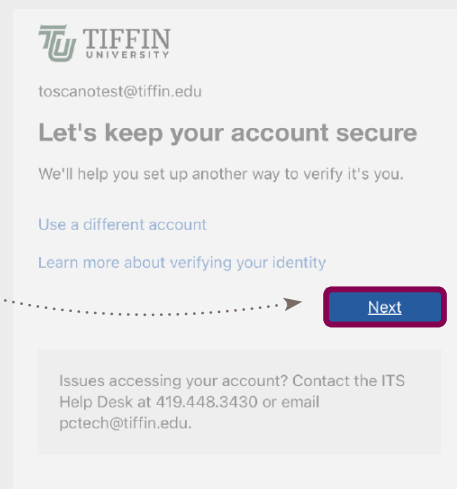 TU TIFFIN
UNIVERSITY
toscanotest@tiffin.edu
Let's keep your account secure
We'll help you set up another way to verify it's you.
Use a different account
Learn more about verifying your identity
Next
Issues accessing your account? Contact the ITS
Help Desk at 419.448.3430 or email
pctech@tiffin.edu.